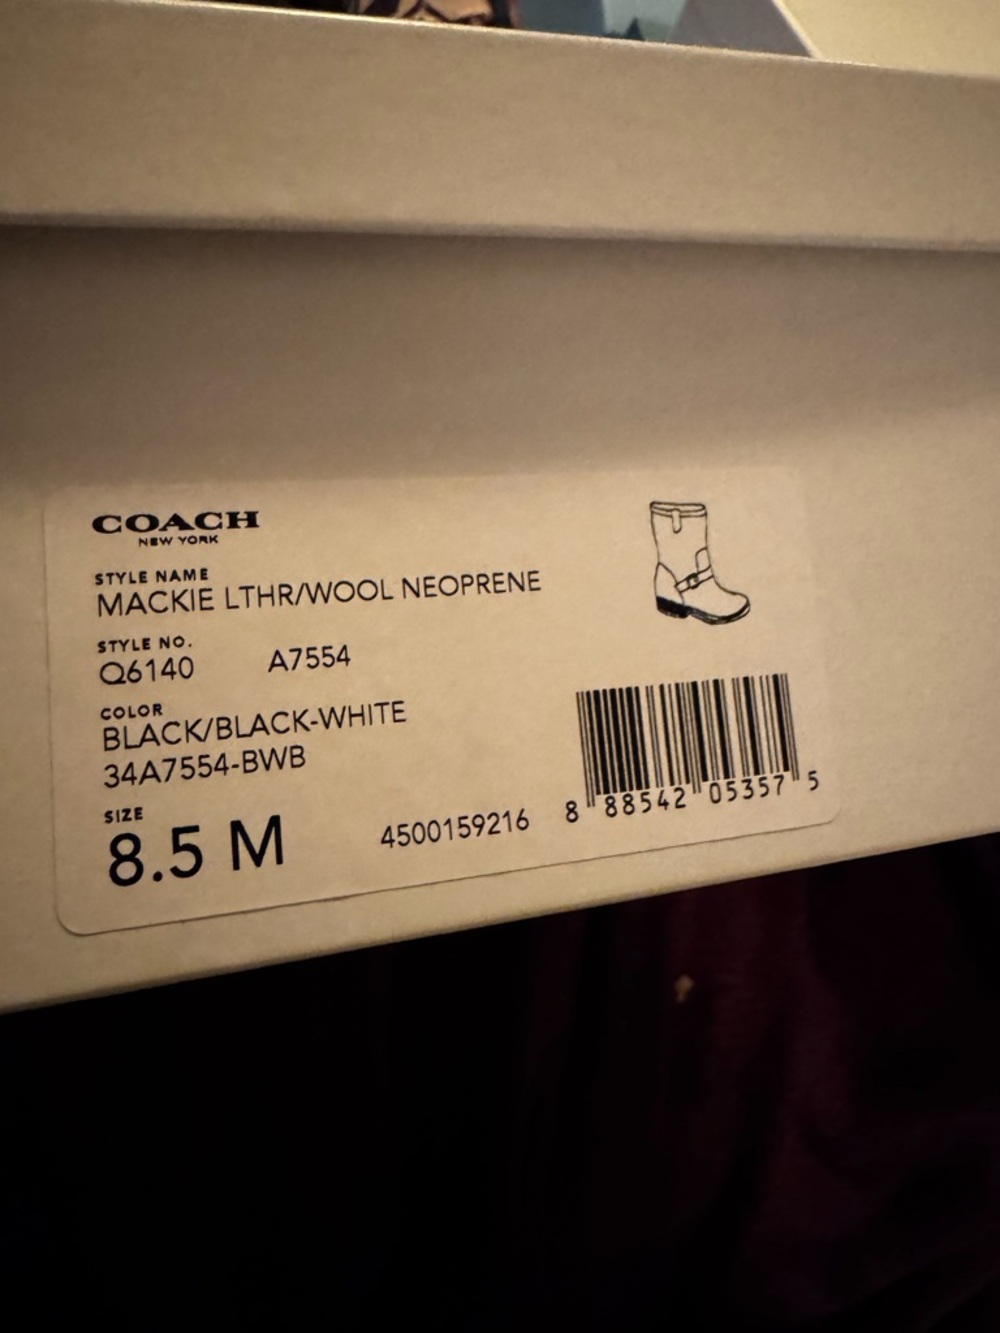 COACH
NEW YORK
STYLE NAME
MACKIE LTHR/WOOL NEOPRENE
STYLE NO.
Q6140 A7554
COLOR
BLACK/BLACK-WHITE
34A7554-BWB
SIZE
8.5 M
4500159216
8 88542 05357 5